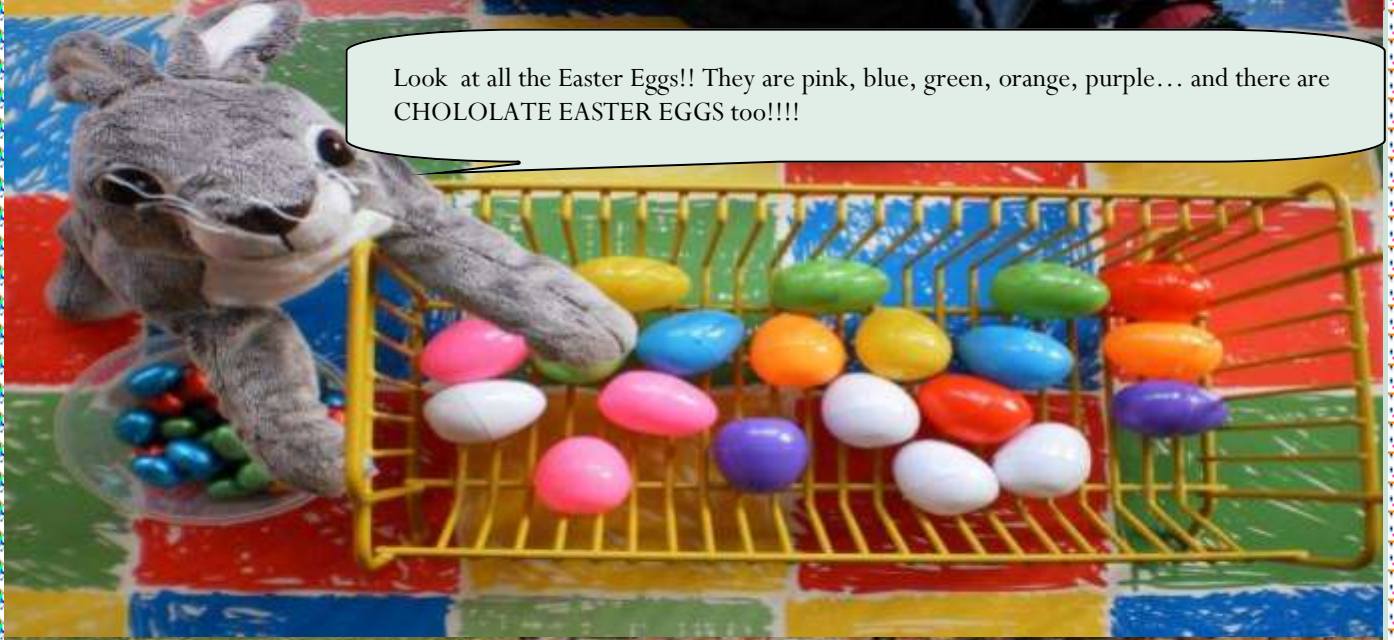 Look at all the Easter Eggs!! They are pink, blue, green, orange, purple… and there are
CHOLOLATE EASTER EGGS too!!!!